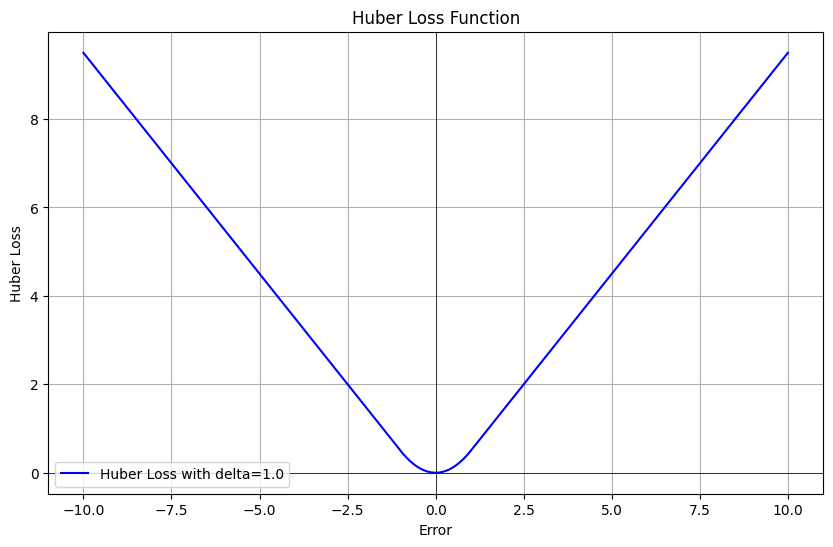 Huber Loss Function
Huber Loss
8
6
4
2
0
Huber Loss with delta=1.0
−10.0 −7.5 −5.0 −2.5 0.0 2.5 5.0 7.5 10.0
Error